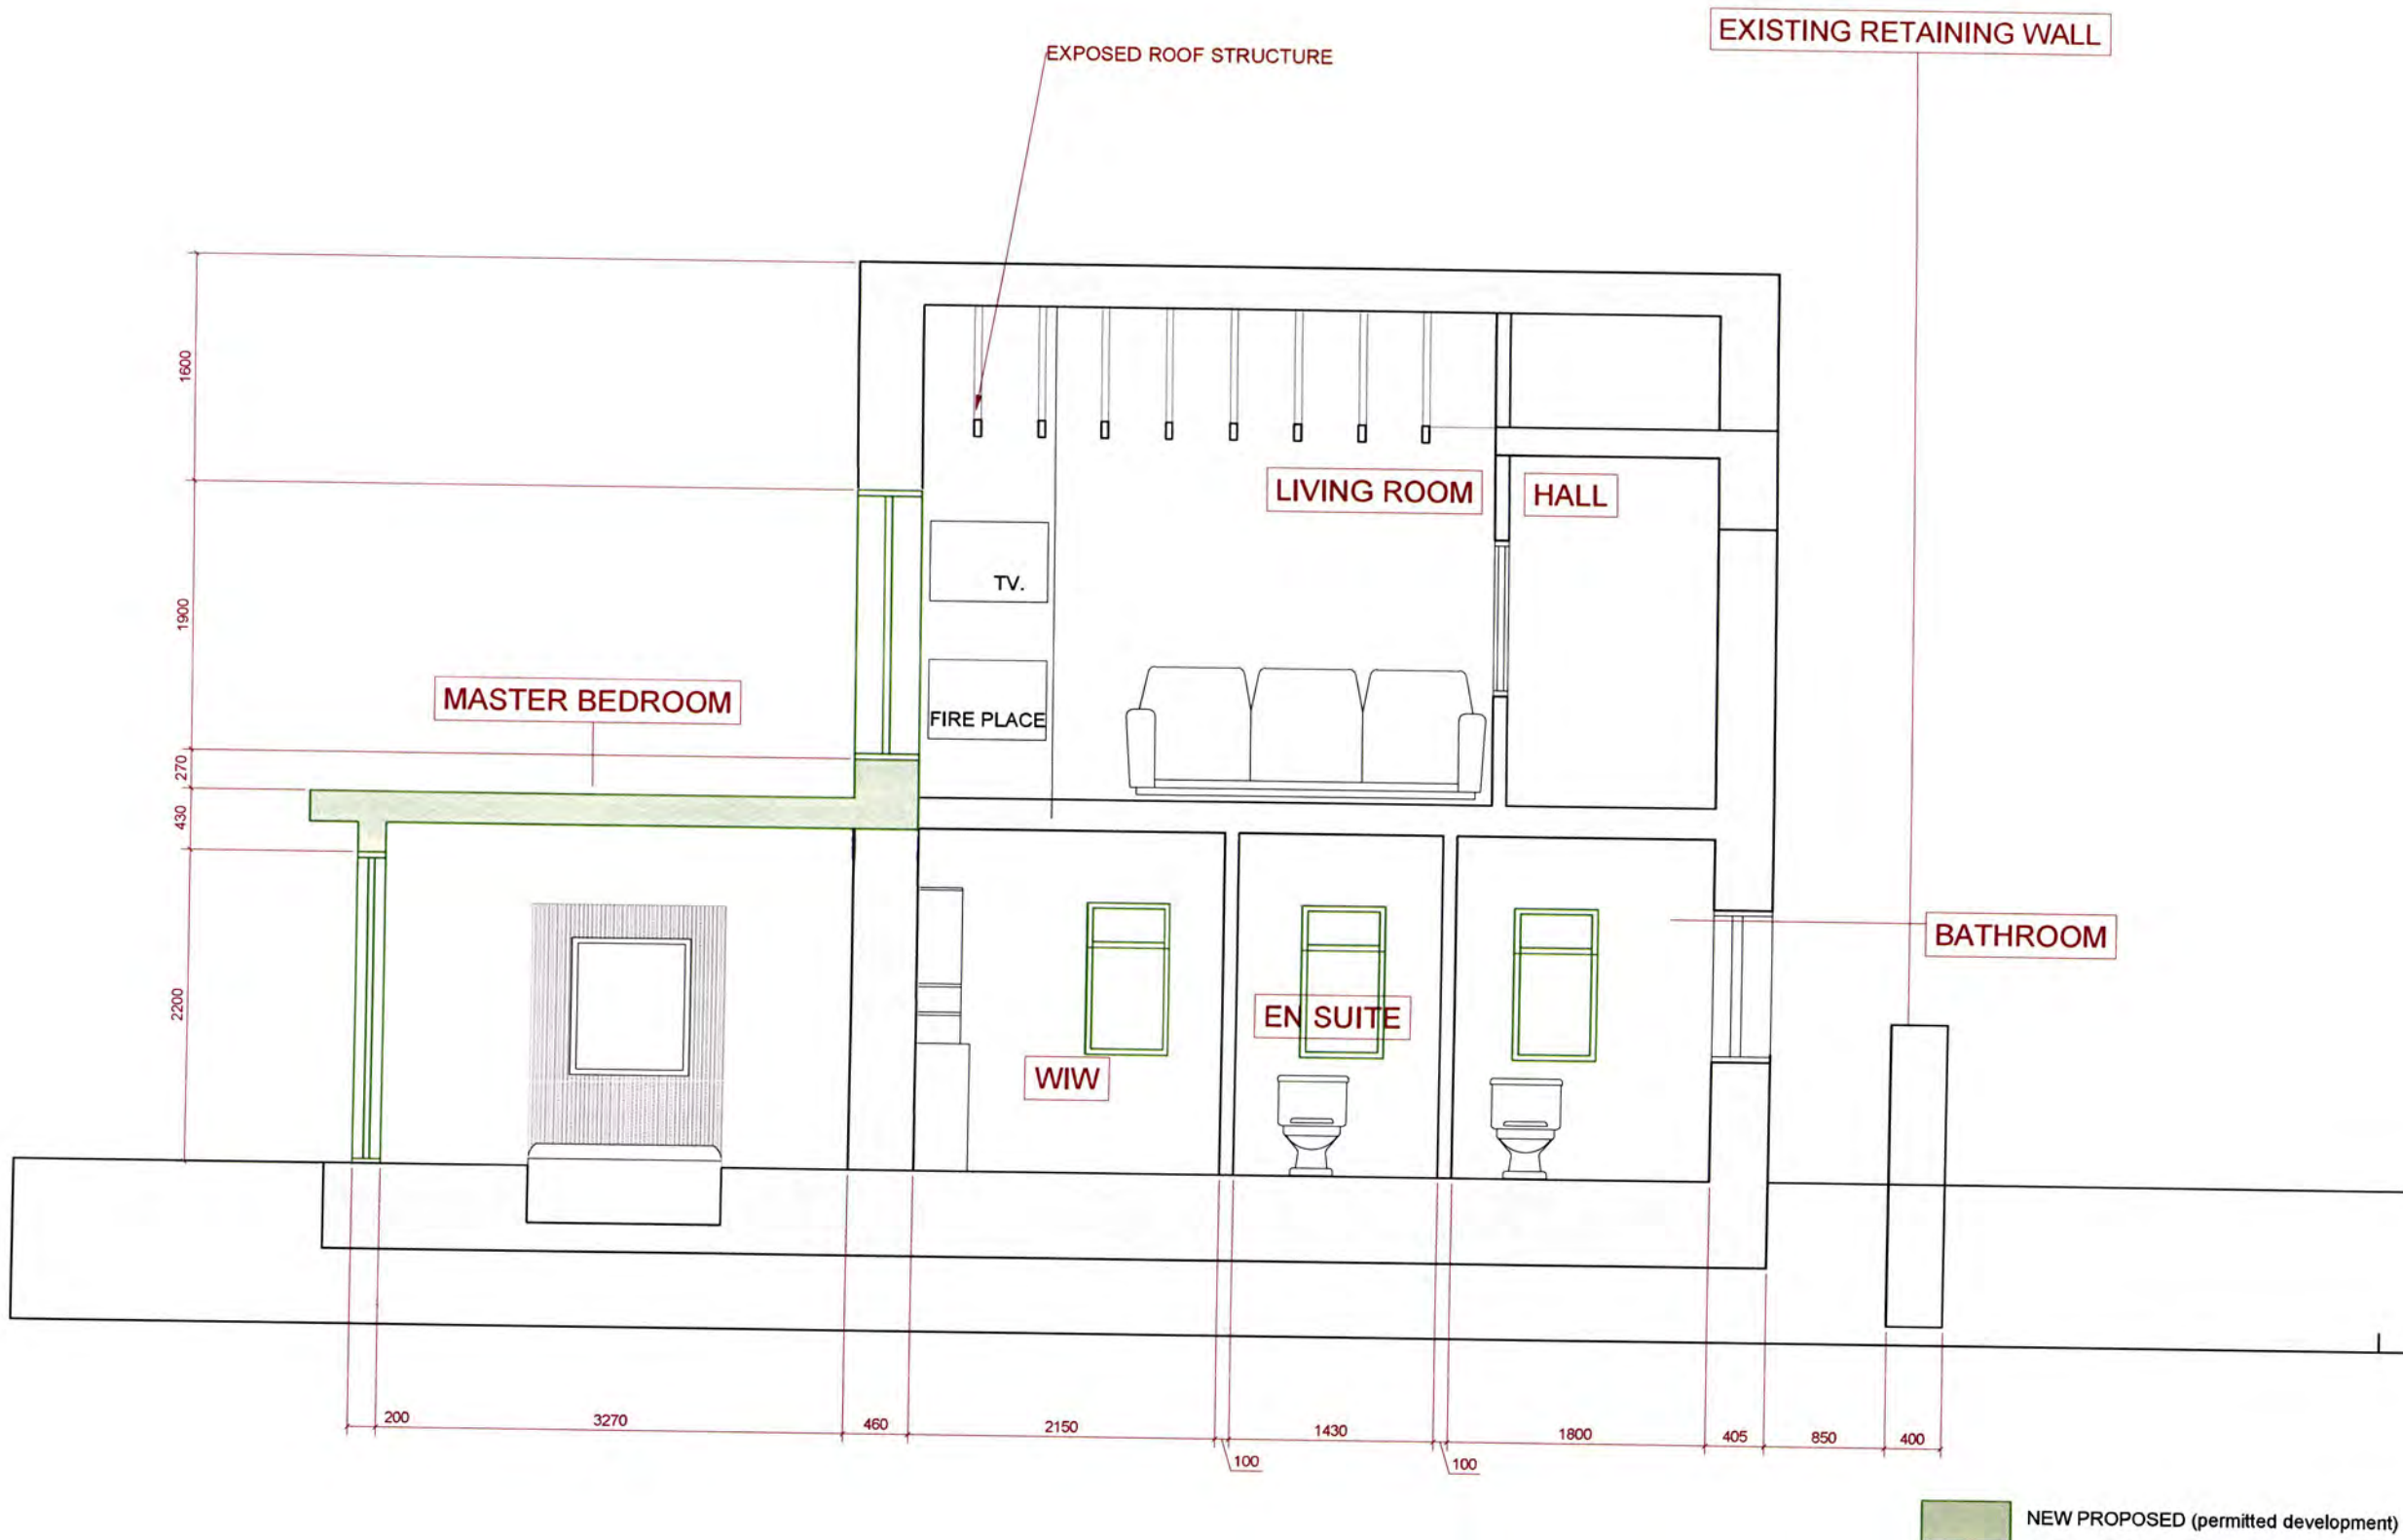 EXISTING RETAINING WALL
EXPOSED ROOF STRUCTURE
1600
LIVING ROOM
HALL
TV.
1900
MASTER BEDROOM
FIRE PLACE
270
430
BATHROOM
2200
EN SUITE
WIW
200
3270
460
2150
100
1430
100
1800
405
850
400
NEW PROPOSED (permitted development)